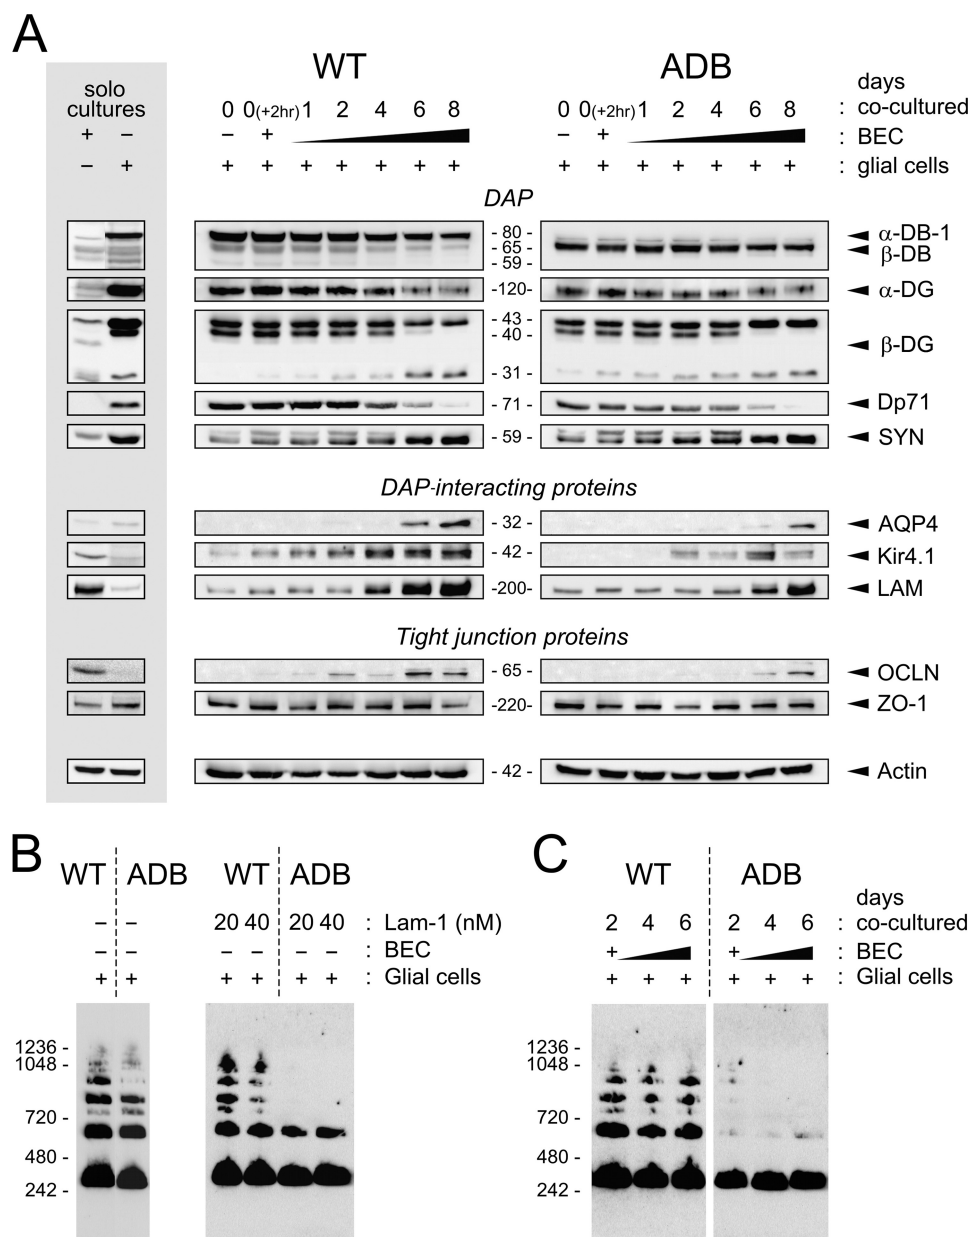 A
solo cultures
+ –
– +
WT
ADB
0 0(+2hr) 1 2 4 6 8
0 0(+2hr) 1 2 4 6 8
days
: co-cultured
– +
– +
: BEC
+ + + + + + +
+ + + + + + +
: glial cells
DAP
- 80 -
- 65 -
- 59 -
α-DB-1
β-DB
-120-
α-DG
- 43 -
- 40 -
- 31 -
β-DG
- 71 -
Dp71
- 59 -
SYN
DAP-interacting proteins
- 32 -
AQP4
- 42 -
Kir4.1
-200-
LAM
Tight junction proteins
- 65 -
OCLN
-220-
ZO-1
- 42 -
Actin
B
WT ADB
WT ADB
20 40 20 40 : Lam-1 (nM)
– –
– – – – : BEC
+ +
+ + + + : Glial cells
1236 -
1048 -
720 -
480 -
242 -
C
WT
ADB
days
2 4 6
2 4 6
: co-cultured
+
+
: BEC
+ + +
+ + +
: Glial cells
1236 -
1048 -
720 -
480 -
242 -